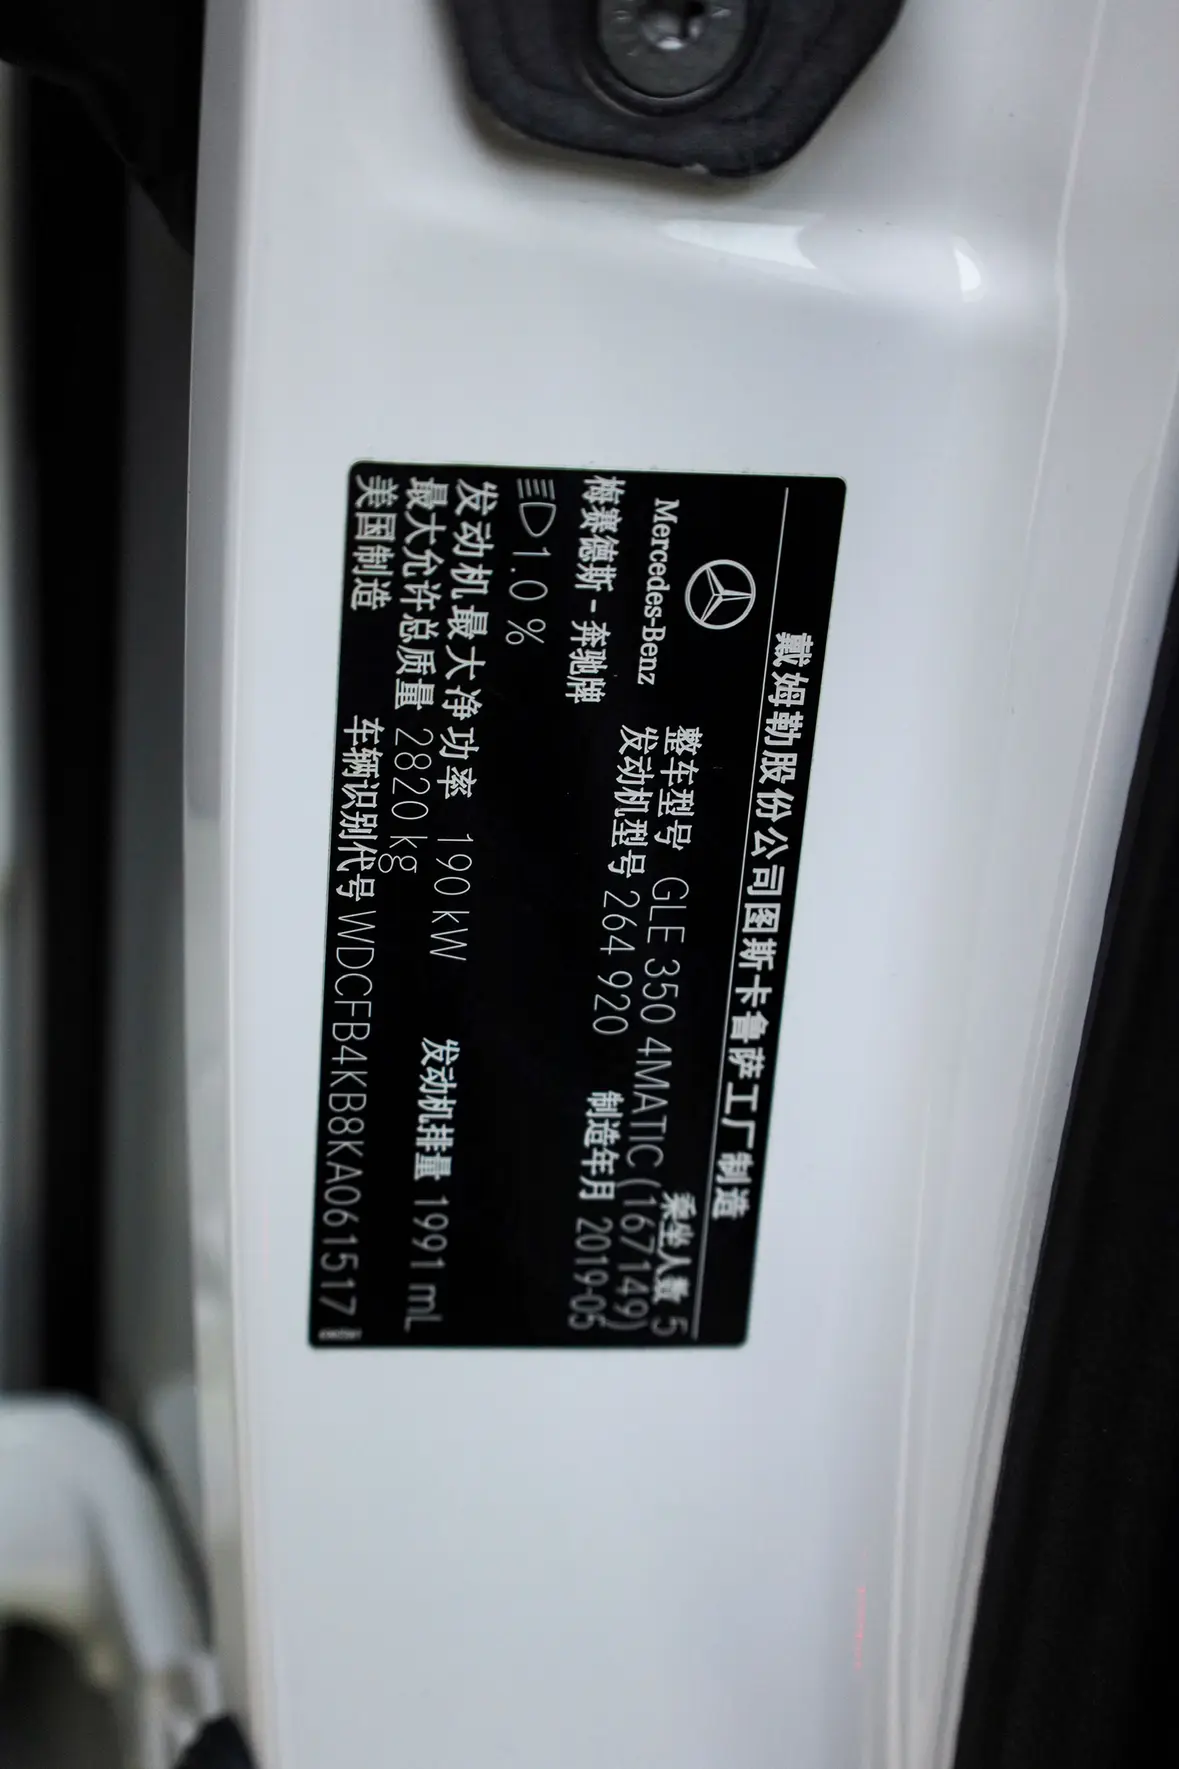 戴姆勒股份公司图斯卡鲁萨工厂制造
Mercedes-Benz
梅赛德斯-奔驰牌
乘坐人数 5
整车型号 GLE 350 4MATIC (167149)
发动机型号 264 920 制造年月 2019-05
1.0 %
发动机最大净功率 190 kW 发动机排量 1991 mL
最大允许总质量 2820 kg
美国制造 车辆识别代号 WDCFB4KB8KA061517